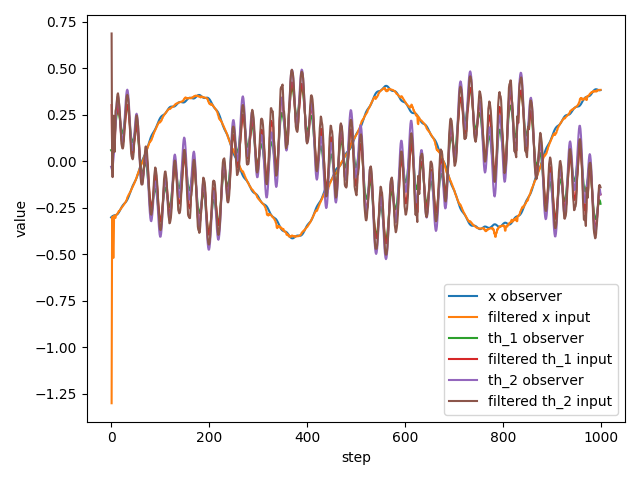 0.75
0.50
0.25
0.00
−0.25
−0.50
−0.75
−1.00
−1.25
value
0
200
400
600
800
1000
step
x observer
filtered x input
th_1 observer
filtered th_1 input
th_2 observer
filtered th_2 input